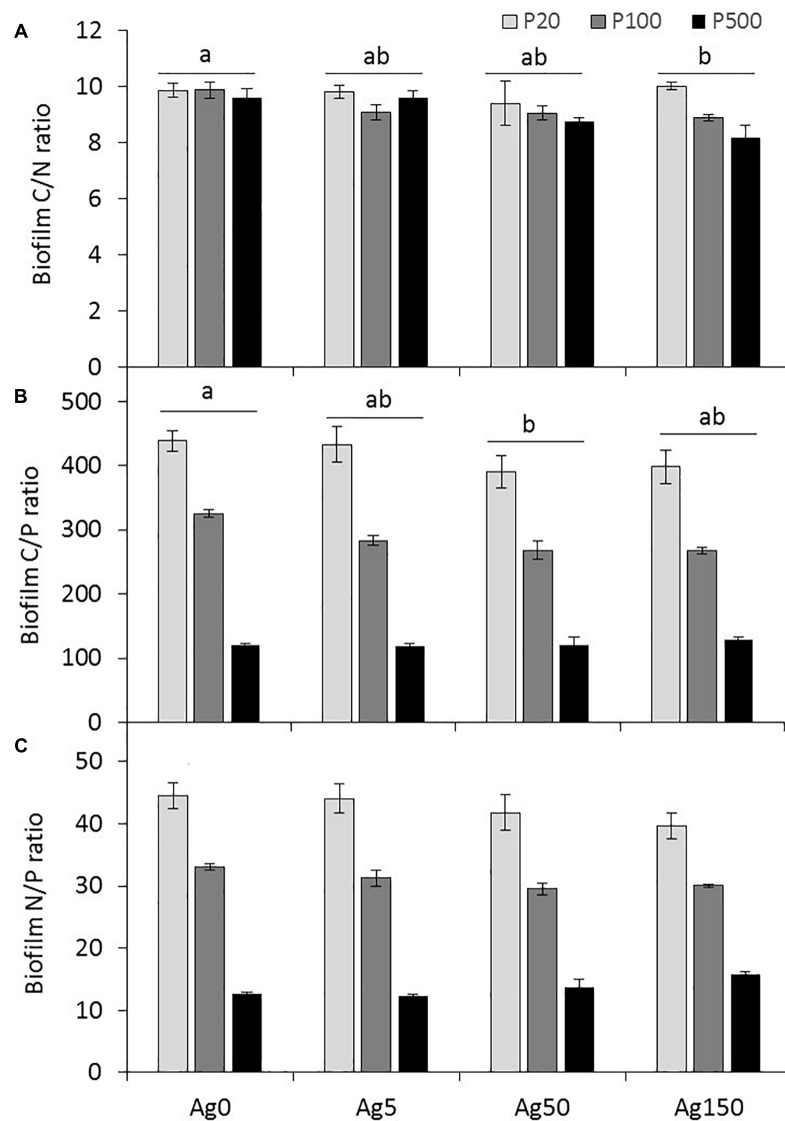 P20 P100 P500
A
12
a ab ab b
10
8
6
4
2
0
Biofilm C/N ratio
B
500
a ab b ab
400
300
200
100
0
Biofilm C/P ratio
C
50
40
30
20
10
0
Biofilm N/P ratio
Ag0 Ag5 Ag50 Ag150